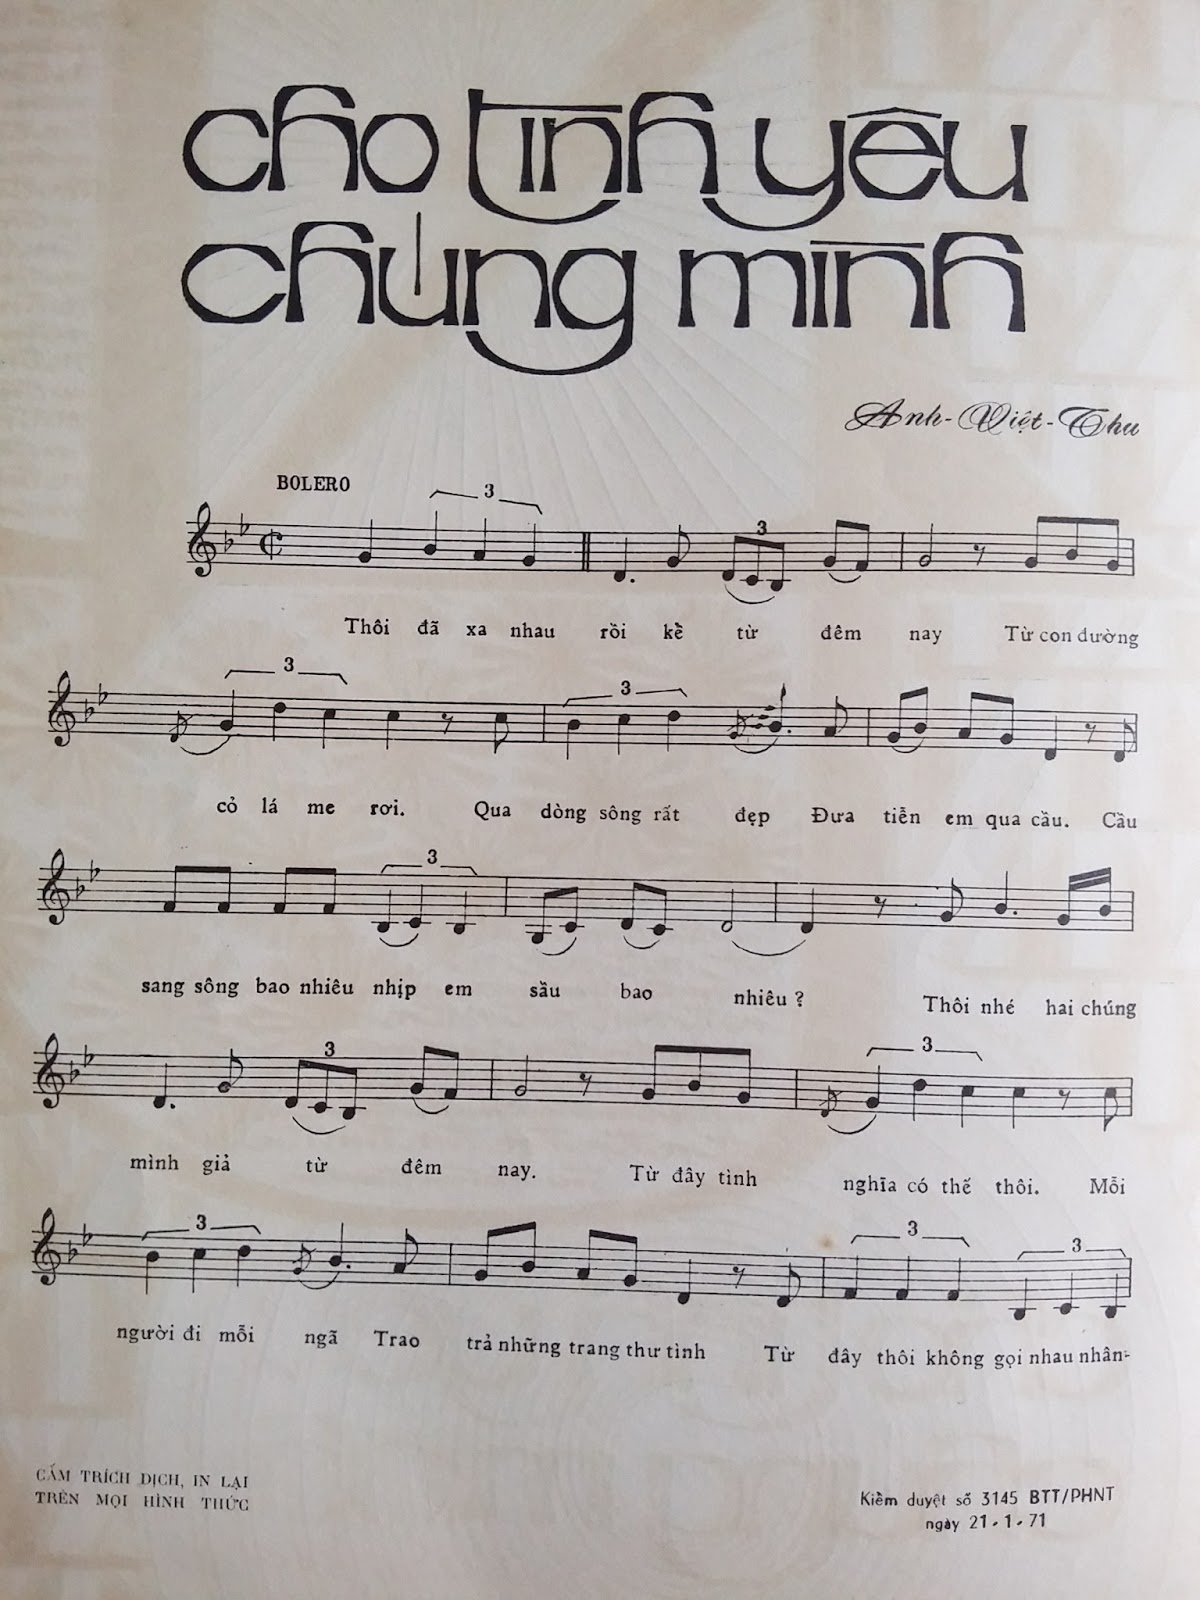 cho tình yêu
chúng mình
Anh-Việt-Thu
BOLERO
3
3
Thôi đã xa nhau rồi kể từ đêm nay Từ con đường
3
3
cỏ lá me rơi. Qua dòng sông rất đẹp Đưa tiễn em qua cầu. Cầu
3
sang sông bao nhiêu nhịp em sầu bao nhiêu ? Thôi nhé hai chúng
3
3
mình giả từ đêm nay. Từ đây tình nghĩa có thế thôi. Mỗi
3
3
3
người đi mỗi ngã Trao trả những trang thư tình Từ đây thôi không gọi nhau nhân-
CẤM TRÍCH DỊCH, IN LẠI
TRÊN MỌI HÌNH THỨC
Kiểm duyệt số 3145 BTT/PHNT
ngày 21-1-71